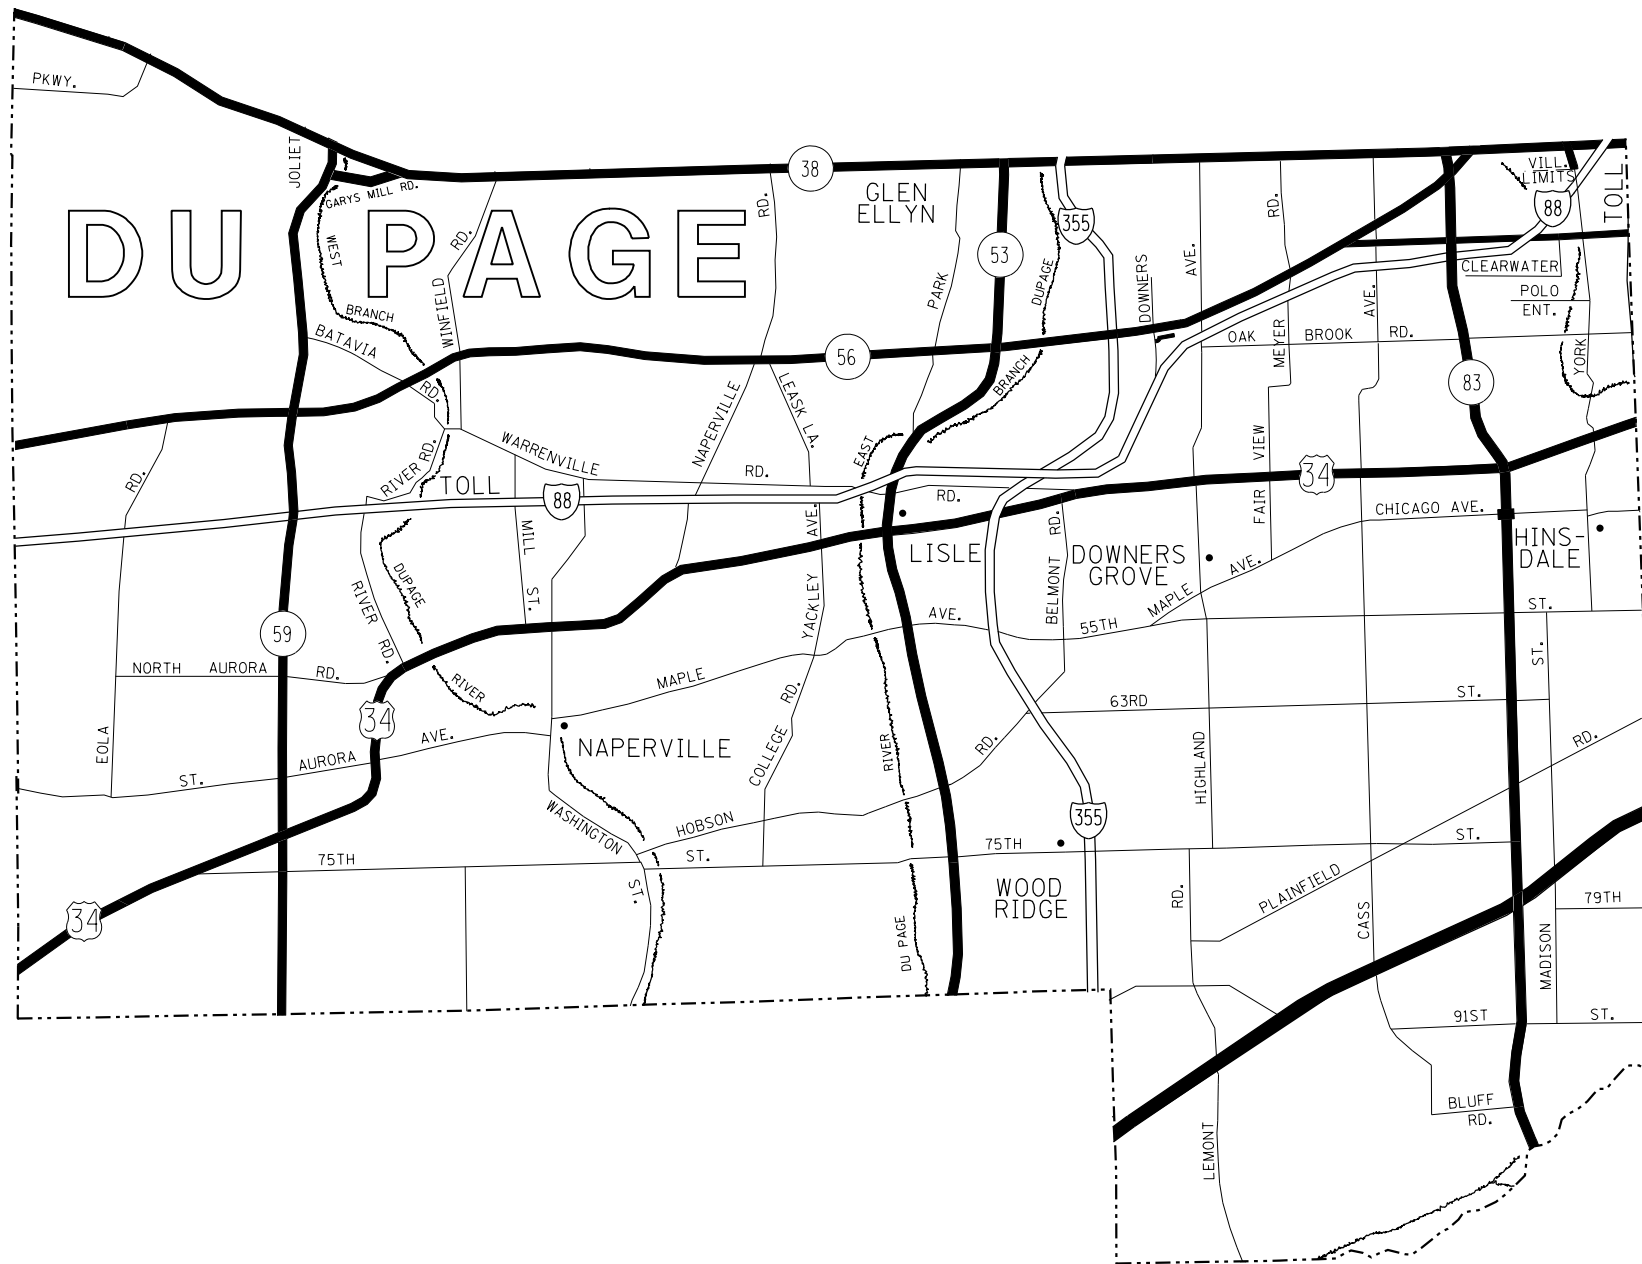 PKWY.
JOLIET
GARYS MILL RD.
38
GLEN
ELLYN
RD.
355
RD.
VILL.
LIMITS
88
TOLL
DU PAGE
WEST
BRANCH
RD.
WINFIELD
53
DUPAGE
PARK
DOWNERS
AVE.
MEYER
AVE.
CLEARWATER
POLO
ENT.
YORK
BATAVIA
RD.
56
OAK BROOK RD.
BRANCH
83
NAPERVILLE
LEASK LA.
EAST
FAIR VIEW
34
RD.
RIVER RD.
WARRENVILLE
RD.
RD.
TOLL
88
MILL
ST.
AVE.
YACKLEY
LISLE
RD.
BELMONT
DOWNERS
GROVE
CHICAGO AVE.
HINS-
DALE
MAPLE
AVE.
DUPAGE
RIVER
RD.
59
AVE.
55TH
ST.
ST.
NORTH AURORA RD.
RIVER
MAPLE
RD.
COLLEGE
63RD
ST.
34
EOLA
ST.
AURORA
AVE.
NAPERVILLE
RIVER
RD.
HIGHLAND
RD.
WASHINGTON
ST.
HOBSON
355
75TH
ST.
75TH
ST.
34
WOOD
RIDGE
RD.
PLAINFIELD
CASS
79TH
DU PAGE
MADISON
91ST
ST.
BLUFF
RD.
LEMONT